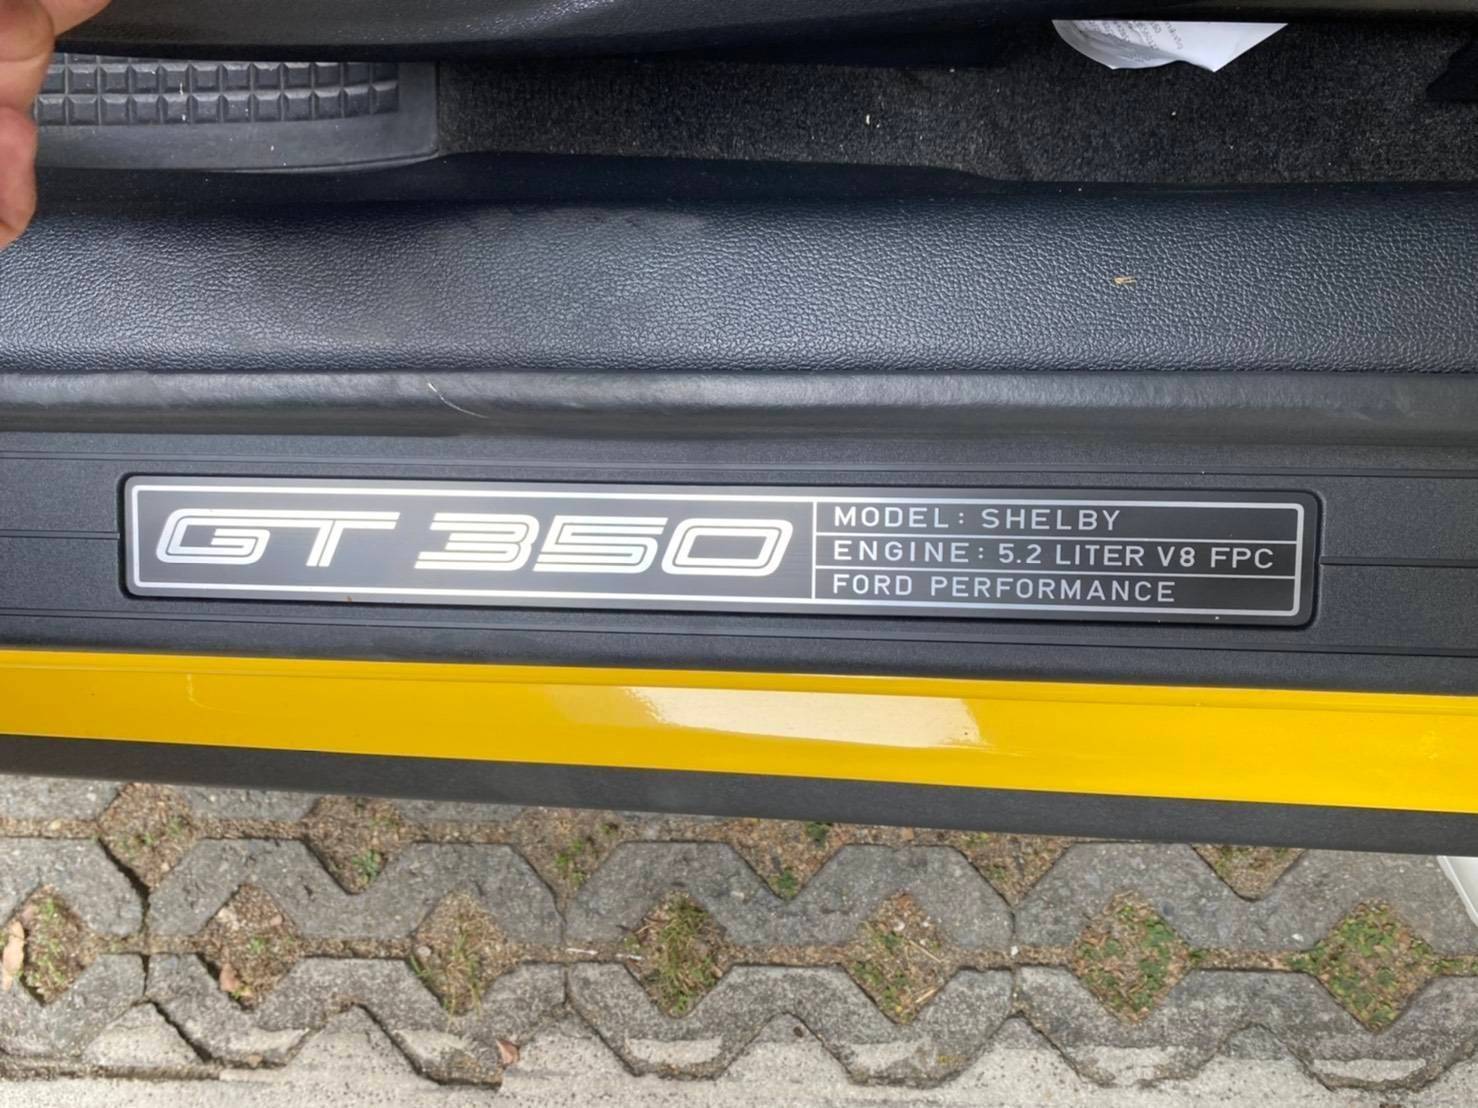 GT 350
MODEL: SHELBY
ENGINE: 5.2 LITER V8 FPC
FORD PERFORMANCE